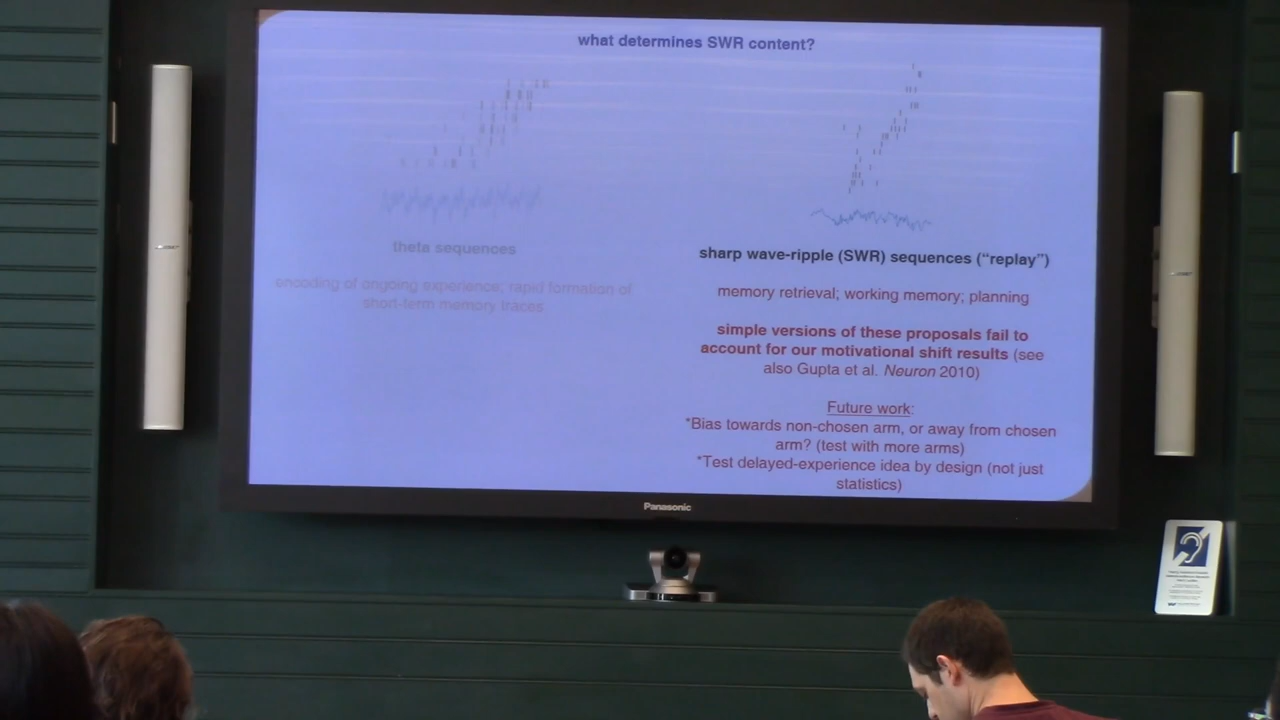 what determines SWR content?
theta sequences
encoding of ongoing experience; rapid formation of
short-term memory traces
sharp wave-ripple (SWR) sequences (“replay”)
memory retrieval; working memory; planning
simple versions of these proposals fail to
account for our motivational shift results (see
also Gupta et al. Neuron 2010)
Future work:
*Bias towards non-chosen arm, or away from chosen
arm? (test with more arms)
*Test delayed-experience idea by design (not just
statistics)
Panasonic